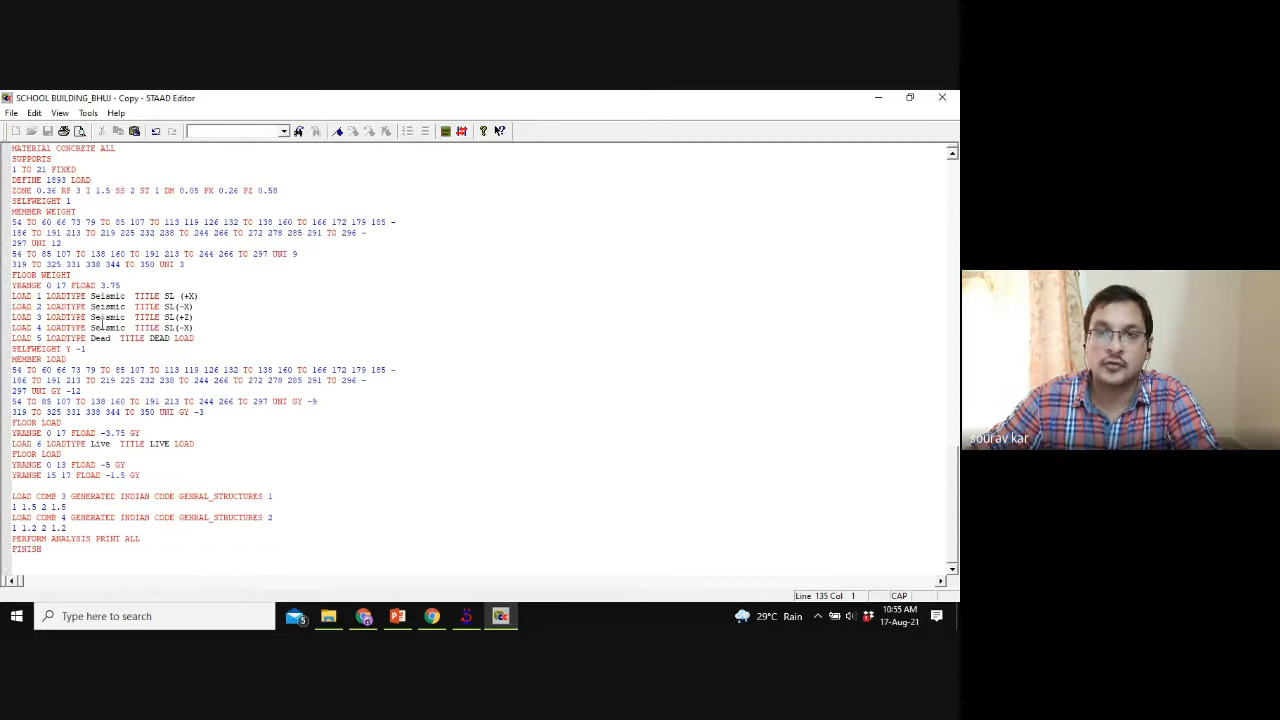 SCHOOL BUILDING_BHUJ - Copy - STAAD Editor
File Edit View Tools Help
MATERIAL CONCRETE ALL
SUPPORTS
1 TO 21 FIXED
DEFINE 1893 LOAD
ZONE 0.36 RF 3 I 1.5 SS 2 ST 1 DM 0.05 PX 0.26 PZ 0.58
SELFWEIGHT 1
MEMBER WEIGHT
54 TO 60 66 73 79 TO 85 107 TO 113 119 126 132 TO 138 160 TO 166 172 179 185 -
186 TO 191 213 TO 219 225 232 238 TO 244 266 TO 272 278 285 291 TO 296 -
297 UNI 12
54 TO 85 107 TO 138 160 TO 191 213 TO 244 266 TO 297 UNI 9
319 TO 325 331 338 344 TO 350 UNI 3
FLOOR WEIGHT
YRANGE 0 17 FLOAD 3.75
LOAD 1 LOADTYPE Seismic TITLE SL (+X)
LOAD 2 LOADTYPE Seismic TITLE SL(-X)
LOAD 3 LOADTYPE Seismic TITLE SL(+Z)
LOAD 4 LOADTYPE Seismic TITLE SL(-X)
LOAD 5 LOADTYPE Dead TITLE DEAD LOAD
SELFWEIGHT Y -1
MEMBER LOAD
54 TO 60 66 73 79 TO 85 107 TO 113 119 126 132 TO 138 160 TO 166 172 179 185 -
186 TO 191 213 TO 219 225 232 238 TO 244 266 TO 272 278 285 291 TO 296 -
297 UNI GY -12
54 TO 85 107 TO 138 160 TO 191 213 TO 244 266 TO 297 UNI GY -9
319 TO 325 331 338 344 TO 350 UNI GY -3
FLOOR LOAD
YRANGE 0 17 FLOAD -3.75 GY
LOAD 6 LOADTYPE Live TITLE LIVE LOAD
FLOOR LOAD
YRANGE 0 13 FLOAD -5 GY
YRANGE 15 17 FLOAD -1.5 GY
LOAD COMB 3 GENERATED INDIAN CODE GENRAL_STRUCTURES 1
1 1.5 2 1.5
LOAD COMB 4 GENERATED INDIAN CODE GENRAL_STRUCTURES 2
1 1.2 2 1.2
PERFORM ANALYSIS PRINT ALL
FINISH
Line 135 Col 1 CAP
sourav kar
Type here to search
5
29°C Rain
10:55 AM
17-Aug-21